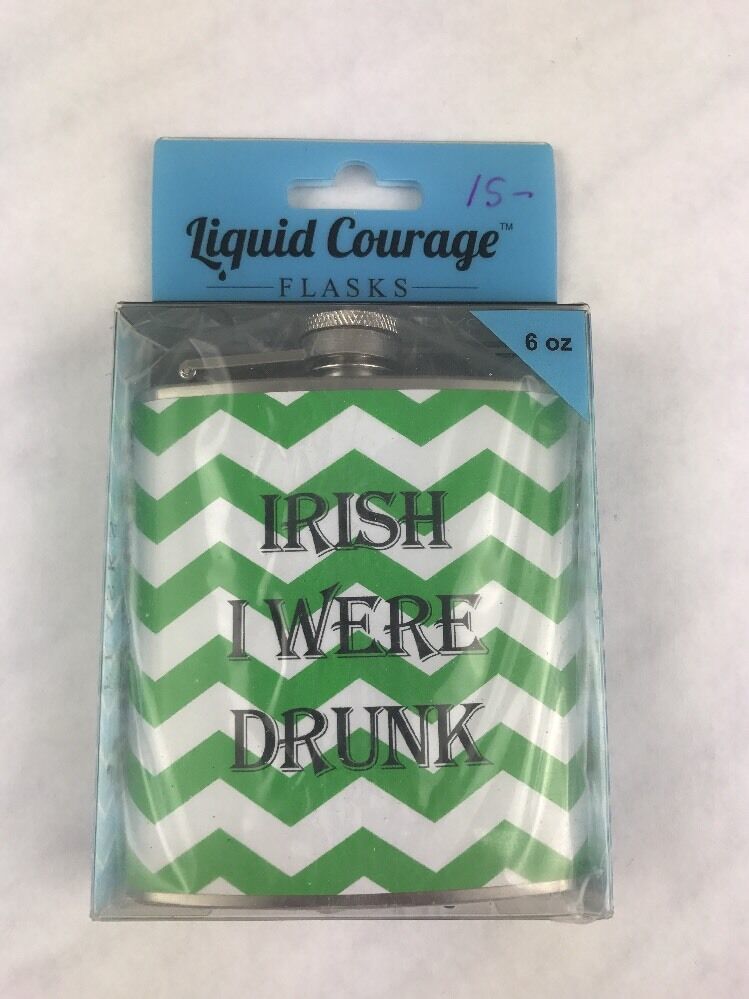 15-
Liquid Courage™
FLASKS
6 oz
IRISH
I WERE
DRUNK